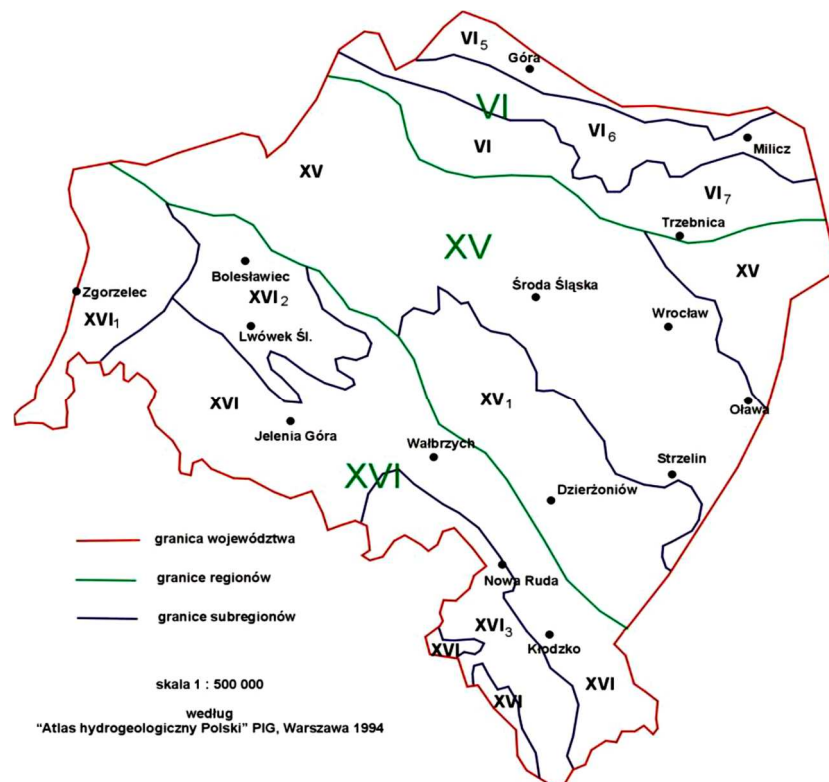 VI5
Góra
VI
VI6
VI
Milicz
XV
VI7
Trzebnica
XV
XV
Bolesławiec
Środa Śląska
Zgorzelec
XVI2
XVI1
Lwówek Śl.
Wrocław
XVI
XV1
Oława
Jelenia Góra
Wałbrzych
Strzelin
XVI
Dzierżoniów
granica województwa
granice regionów
Nowa Ruda
granice subregionów
XVI3
Kłodzko
XVI
XVI
XVI
skala 1 : 500 000
według
“Atlas hydrogeologiczny Polski” PIG, Warszawa 1994